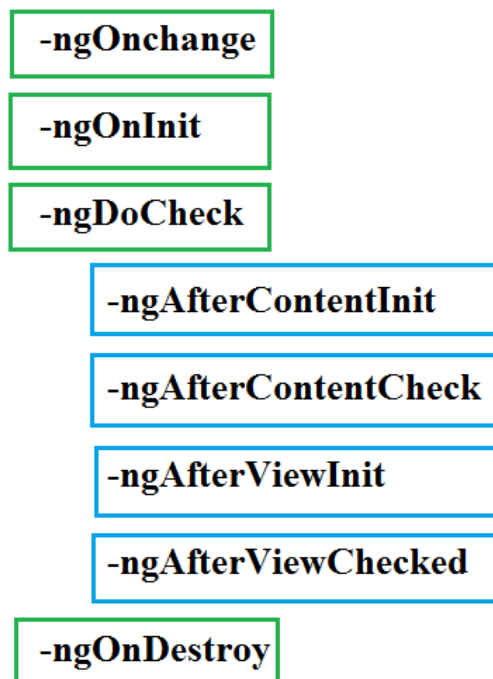 -ngOnchange
-ngOnInit
-ngDoCheck
-ngAfterContentInit
-ngAfterContentCheck
-ngAfterViewInit
-ngAfterViewChecked
-ngOnDestroy